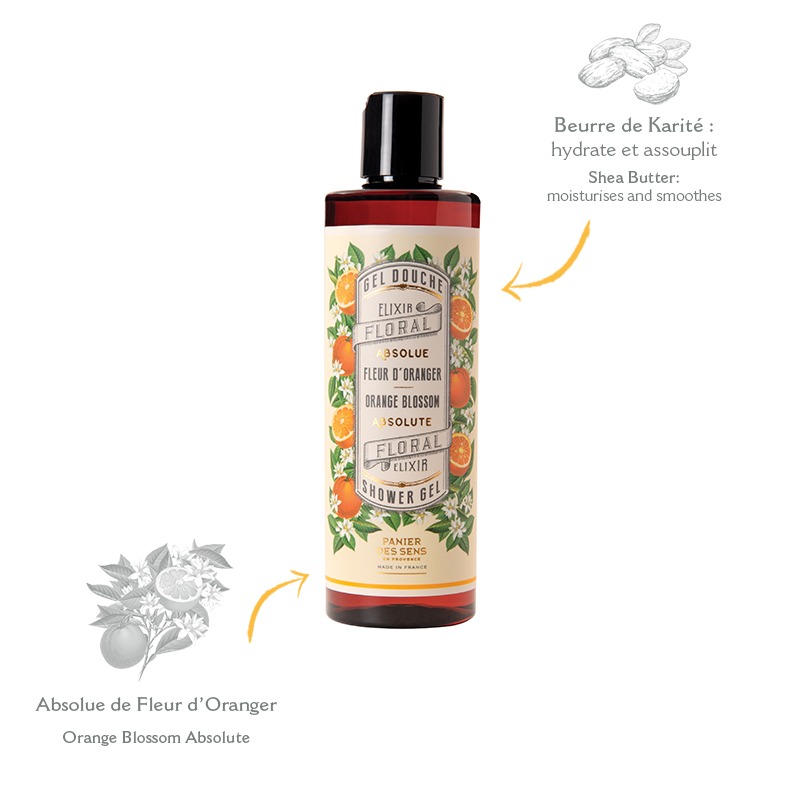 Beurre de Karité :
hydrate et assouplit
Shea Butter:
moisturises and smoothes
GEL DOUCHE
ELIXIR
FLORAL
ABSOLUE
FLEUR D'ORANGER
ORANGE BLOSSOM
ABSOLUTE
FLORAL
ELIXIR
SHOWER GEL
PANIER
DES SENS
EN PROVENCE
MADE IN FRANCE
Absolue de Fleur d'Oranger
Orange Blossom Absolute